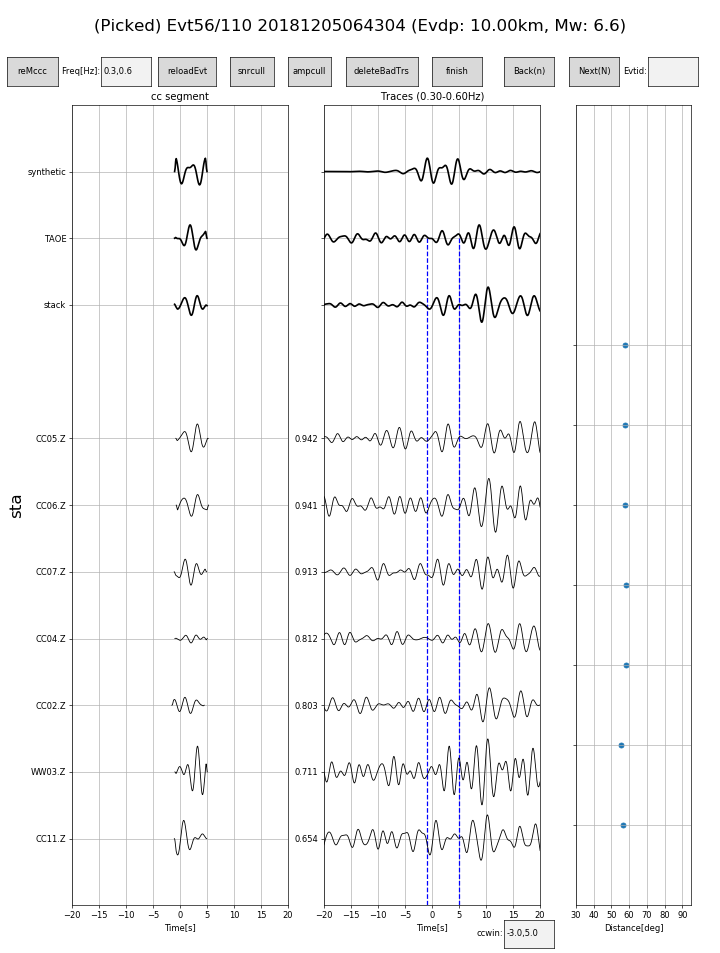 (Picked) Evt56/110 20181205064304 (Evdp: 10.00km, Mw: 6.6)
reMccc Freq[Hz]: 0.3,0.6 reloadEvt snrcull ampcull deleteBadTrs finish Back(n) Next(N) Evtid:
cc segment Traces (0.30-0.60Hz)
synthetic
TAOE
stack
CC05.Z 0.942
CC06.Z 0.941
CC07.Z 0.913
CC04.Z 0.812
CC02.Z 0.803
WW03.Z 0.711
CC11.Z 0.654
sta
−20 −15 −10 −5 0 5 10 15 20 −20 −15 −10 −5 0 5 10 15 20 30 40 50 60 70 80 90
Time[s] Time[s] Distance[deg]
ccwin: -3.0,5.0